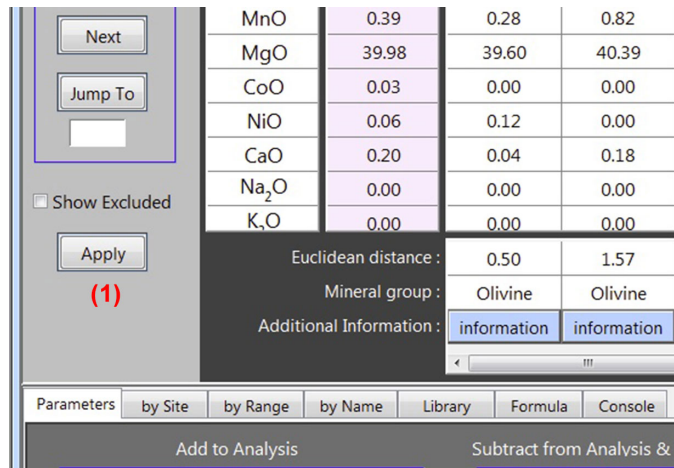 MnO 0.39 0.28 0.82
Next
MgO 39.98 39.60 40.39
CoO 0.03 0.00 0.00
Jump To
NiO 0.06 0.12 0.00
CaO 0.20 0.04 0.18
Na₂O 0.00 0.00 0.00
Show Excluded
K₂O 0.00 0.00 0.00
Apply
Euclidean distance : 0.50 1.57
(1)
Mineral group : Olivine Olivine
Additional Information : information information
Parameters by Site by Range by Name Library Formula Console
Add to Analysis Subtract from Analysis &